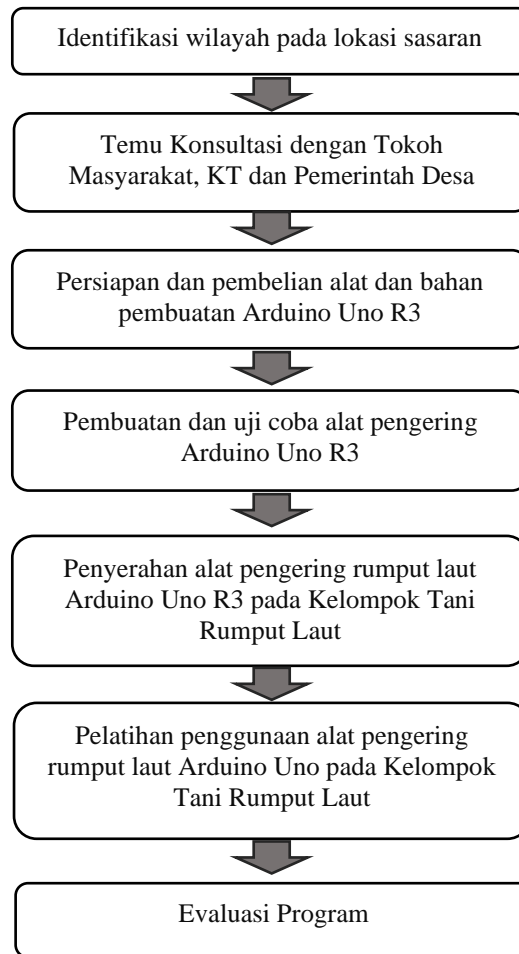 Identifikasi wilayah pada lokasi sasaran
Temu Konsultasi dengan Tokoh
Masyarakat, KT dan Pemerintah Desa
Persiapan dan pembelian alat dan bahan
pembuatan Arduino Uno R3
Pembuatan dan uji coba alat pengering
Arduino Uno R3
Penyerahan alat pengering rumput laut
Arduino Uno R3 pada Kelompok Tani
Rumput Laut
Pelatihan penggunaan alat pengering
rumput laut Arduino Uno pada Kelompok
Tani Rumput Laut
Evaluasi Program